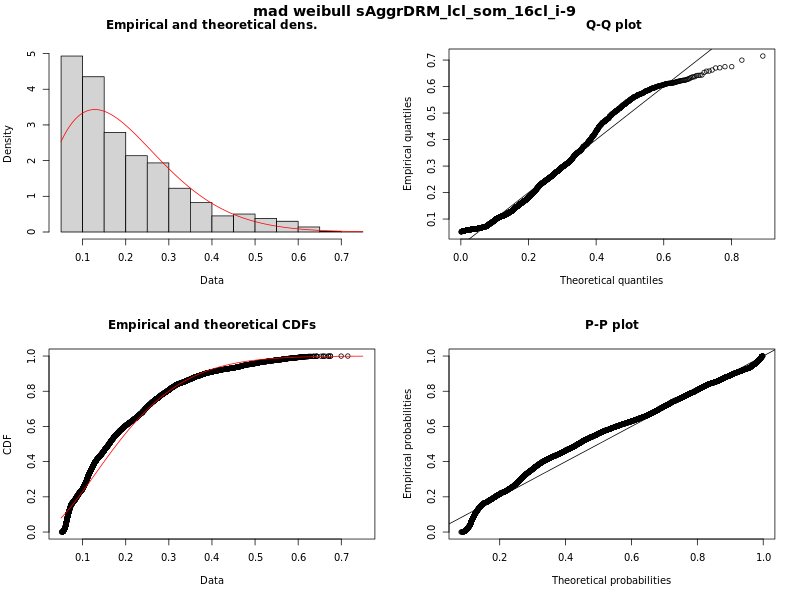 mad weibull sAggrDRM_lcl_som_16cl_i-9
Empirical and theoretical dens.
Density
0 1 2 3 4 5
0.1 0.2 0.3 0.4 0.5 0.6 0.7
Data
Q-Q plot
Empirical quantiles
0.1 0.2 0.3 0.4 0.5 0.6 0.7
0.0 0.2 0.4 0.6 0.8
Theoretical quantiles
Empirical and theoretical CDFs
CDF
0.0 0.2 0.4 0.6 0.8 1.0
0.1 0.2 0.3 0.4 0.5 0.6 0.7
Data
P-P plot
Empirical probabilities
0.0 0.2 0.4 0.6 0.8 1.0
0.2 0.4 0.6 0.8 1.0
Theoretical probabilities